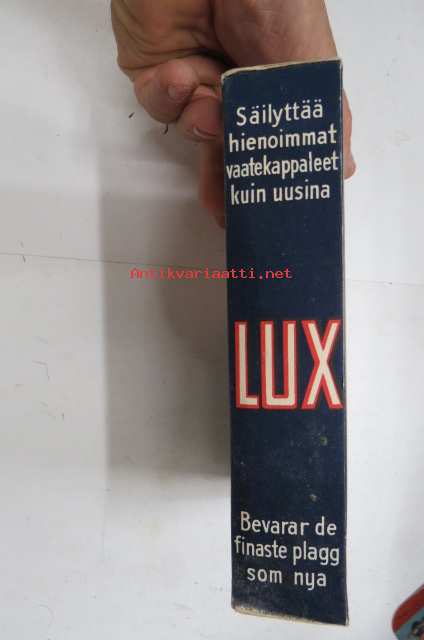 Säilyttää
hienoimmat
vaatekappaleet
kuin uusina
Antikvariaatti.net
LUX
Bevarar de
finaste plagg
som nya